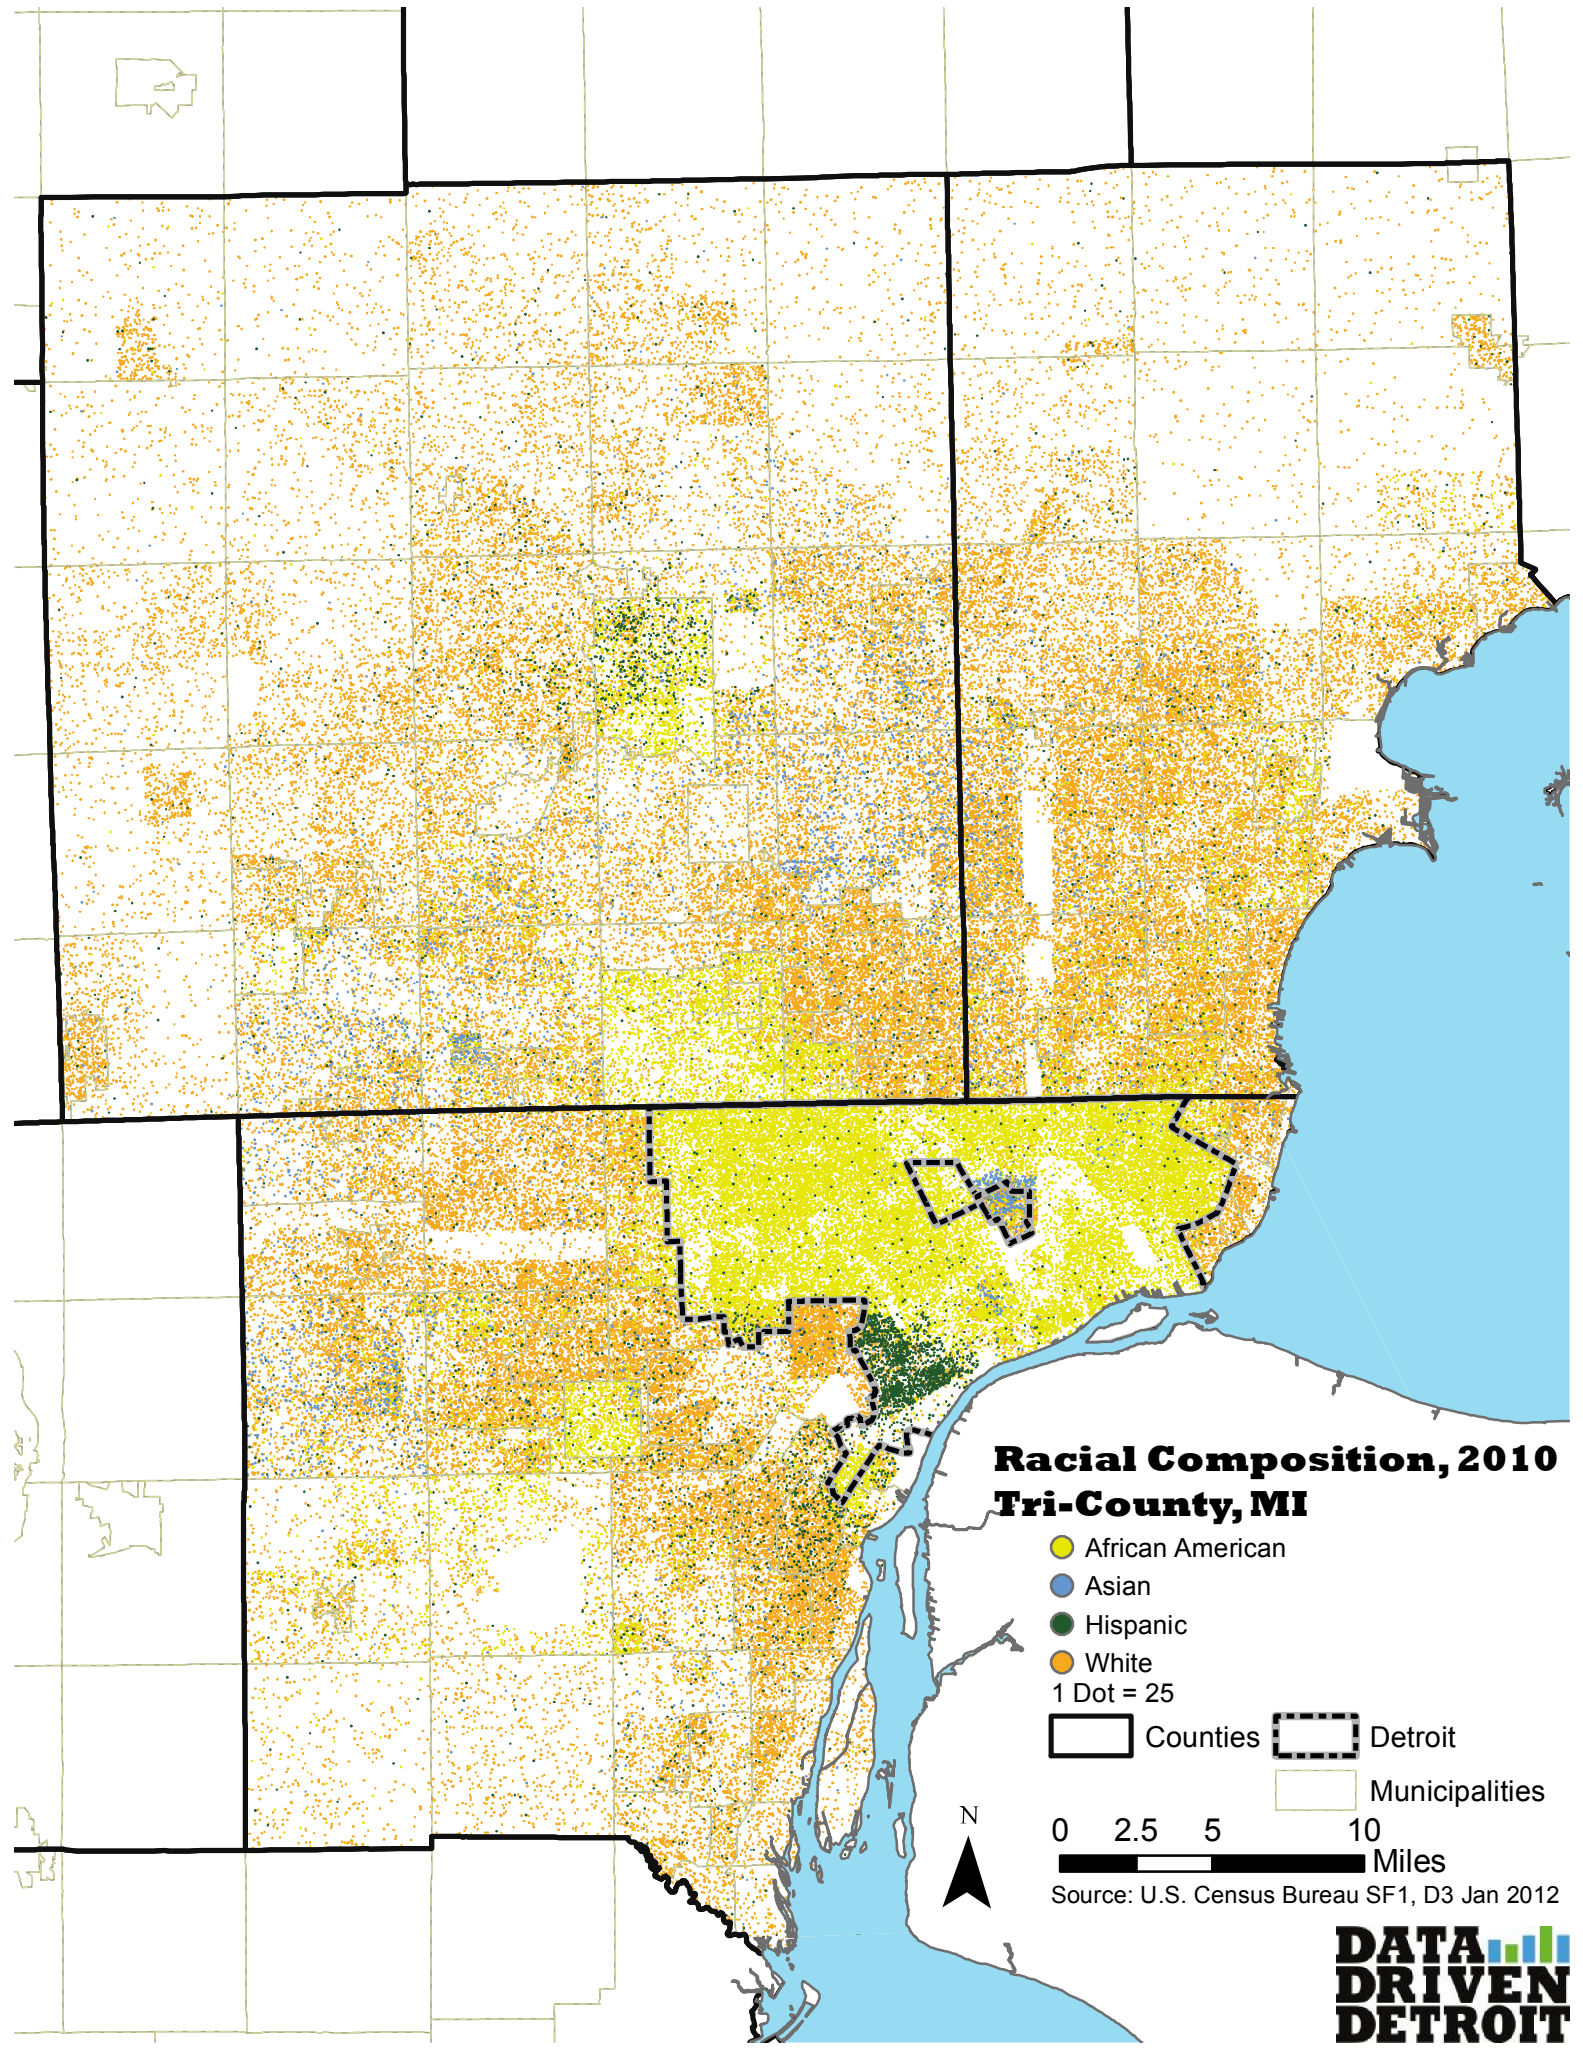 Racial Composition, 2010
Tri-County, MI
African American
Asian
Hispanic
White
1 Dot = 25
Counties
Detroit
Municipalities
N
0 2.5 5 10
Miles
Source: U.S. Census Bureau SF1, D3 Jan 2012
DATA
DRIVEN
DETROIT